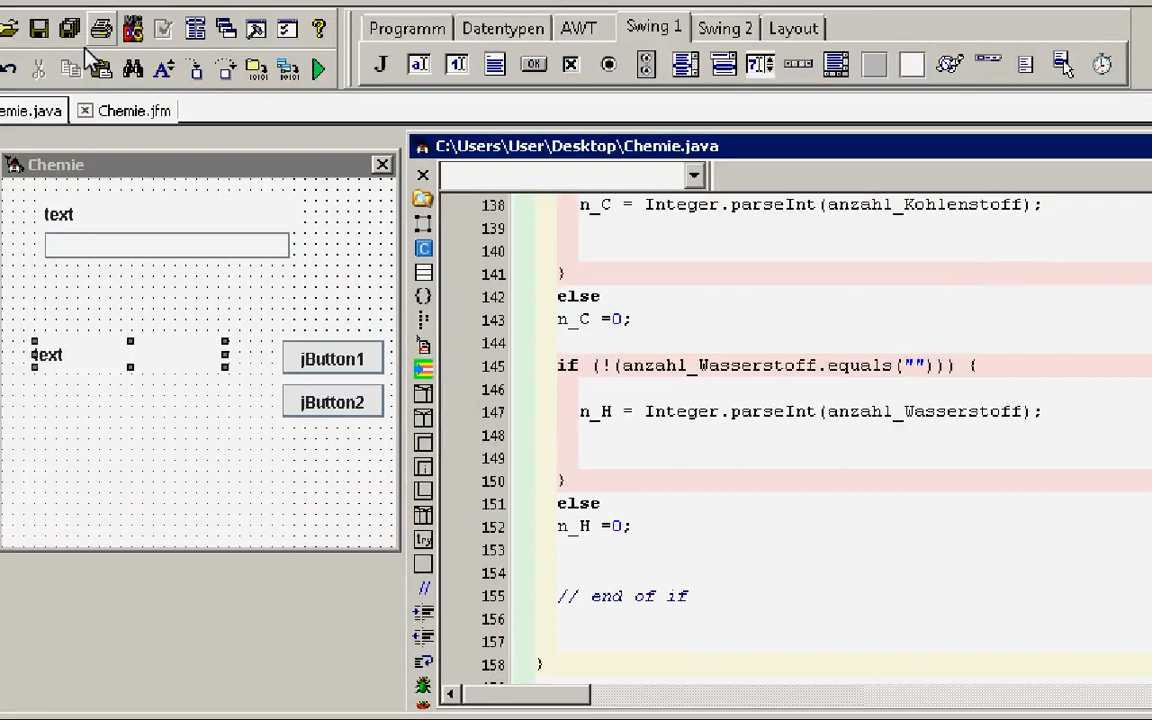 Programm Datentypen AWT Swing 1 Swing 2 Layout
J a 1 OK
emie.java Chemie.jfm
Chemie
C:\Users\User\Desktop\Chemie.java
text
text
jButton1
jButton2
138 n_C = Integer.parseInt(anzahl_Kohlenstoff);
139
140
141 }
142 else
143 n_C =0;
144
145 if (!(anzahl_Wasserstoff.equals(""))) {
146
147 n_H = Integer.parseInt(anzahl_Wasserstoff);
148
149
150 }
151 else
152 n_H =0;
153
154
155 // end of if
156
157
158 }
C
{}
try
//